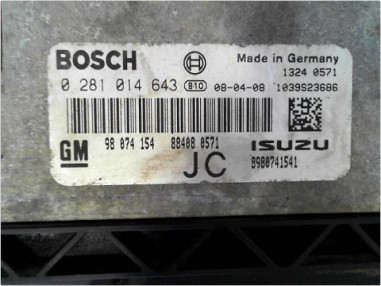 BOSCH Made in Germany
1324 0571
0 281 014 643 B10 08-04-08 1039S23686
GM 98 074 154 88408 0571 ISUZU
JC 8980741541